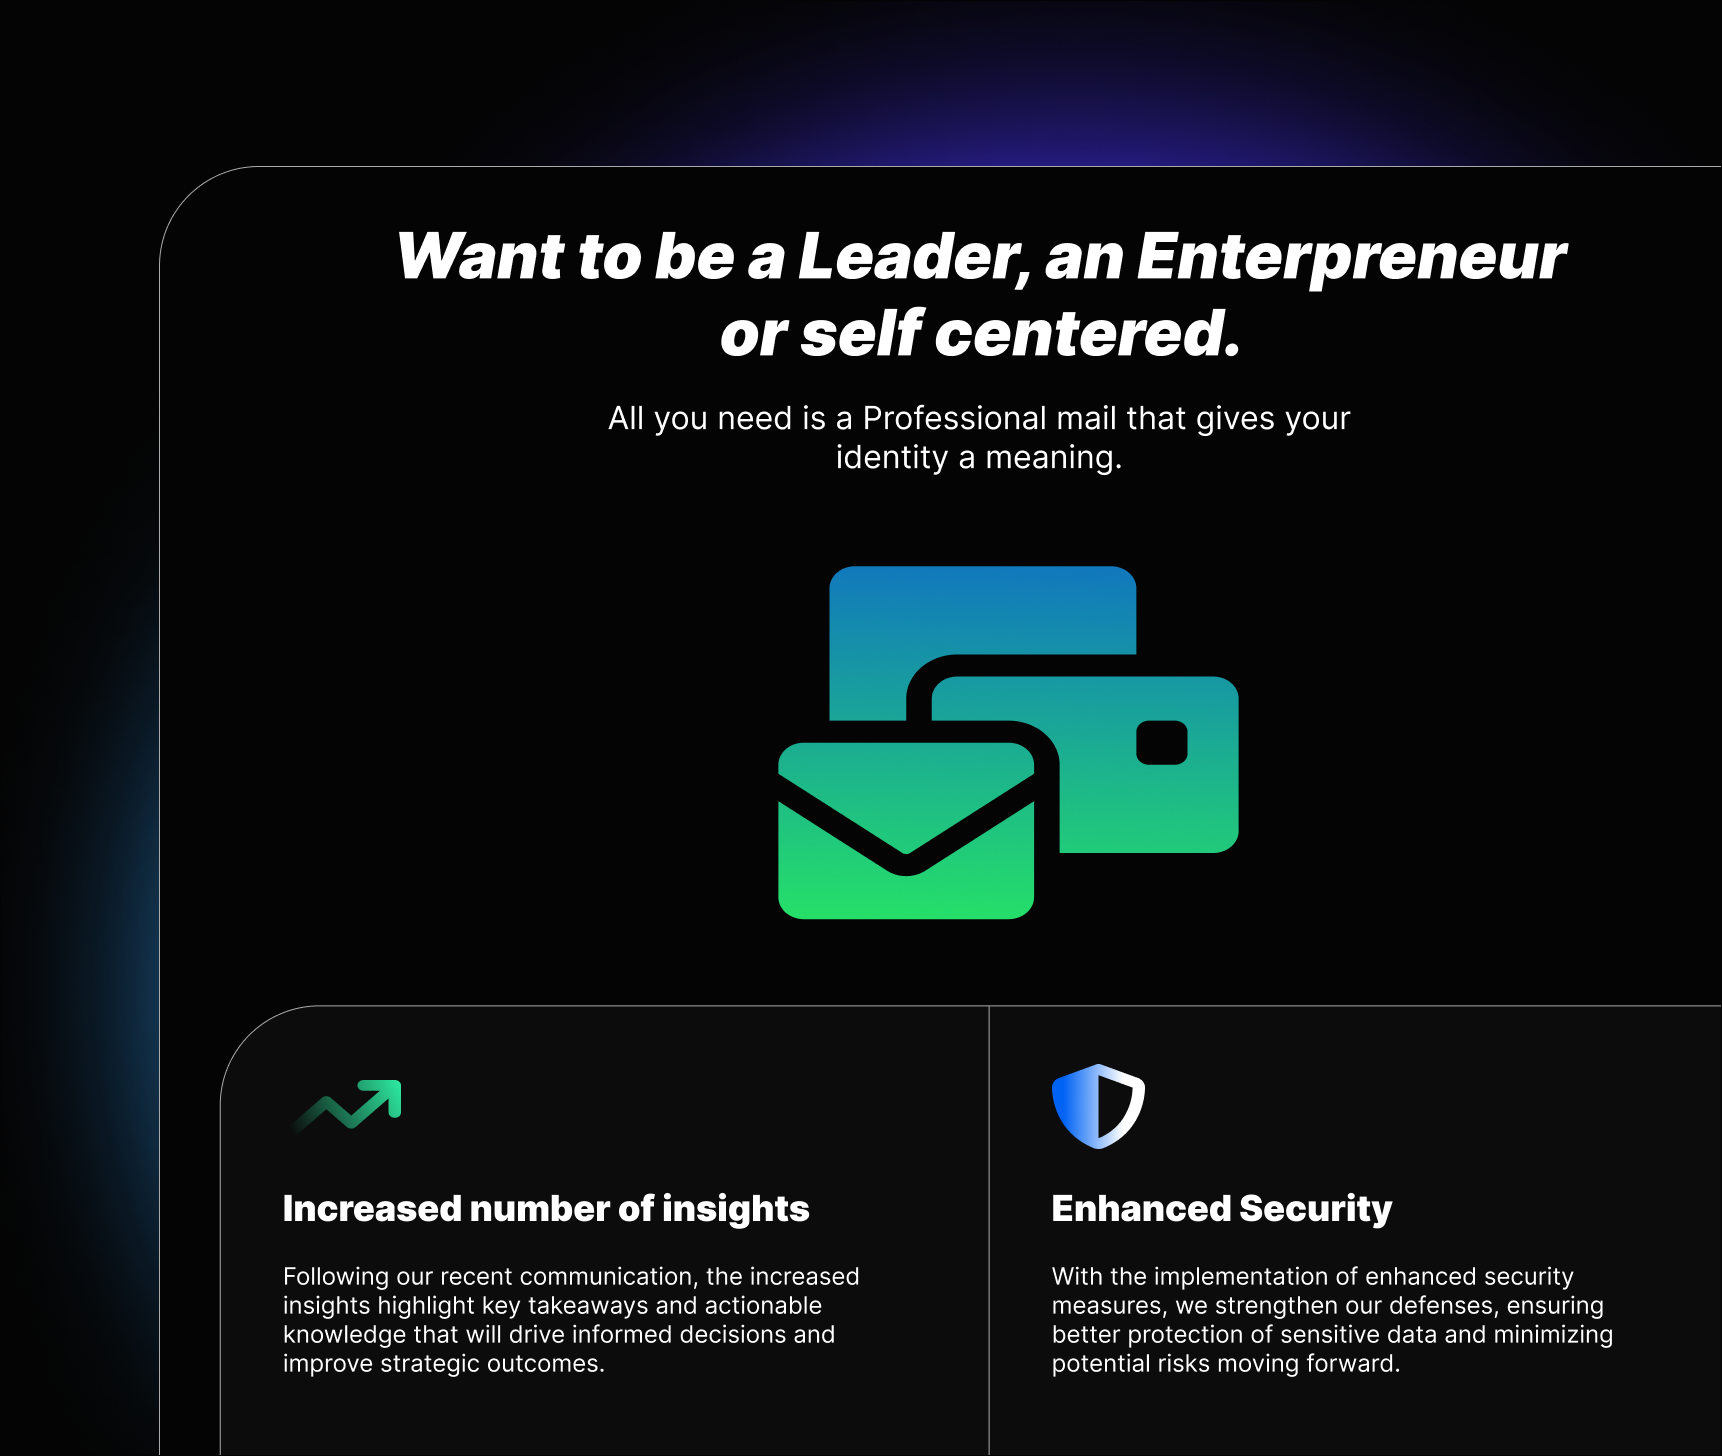 Want to be a Leader, an Enterpreneur
or self centered.
All you need is a Professional mail that gives your
identity a meaning.
Increased number of insights
Following our recent communication, the increased
insights highlight key takeaways and actionable
knowledge that will drive informed decisions and
improve strategic outcomes.
Enhanced Security
With the implementation of enhanced security
measures, we strengthen our defenses, ensuring
better protection of sensitive data and minimizing
potential risks moving forward.